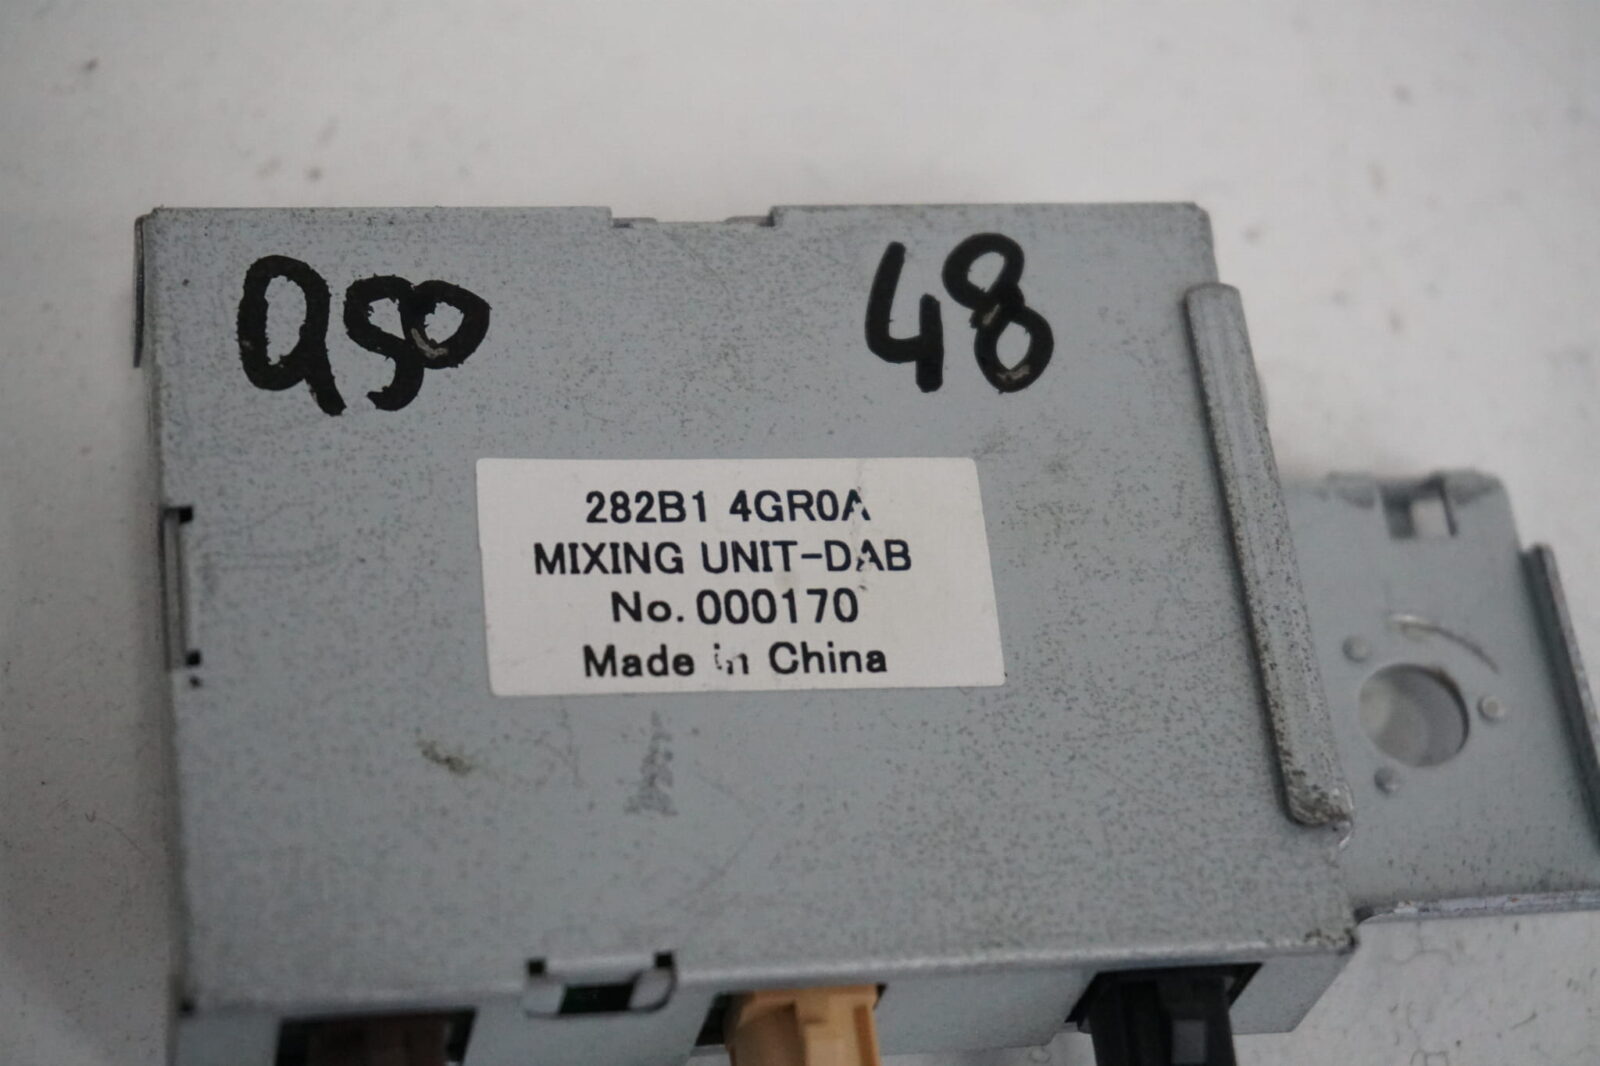 Q50
48
282B1 4GR0A
MIXING UNIT-DAB
No. 000170
Made in China